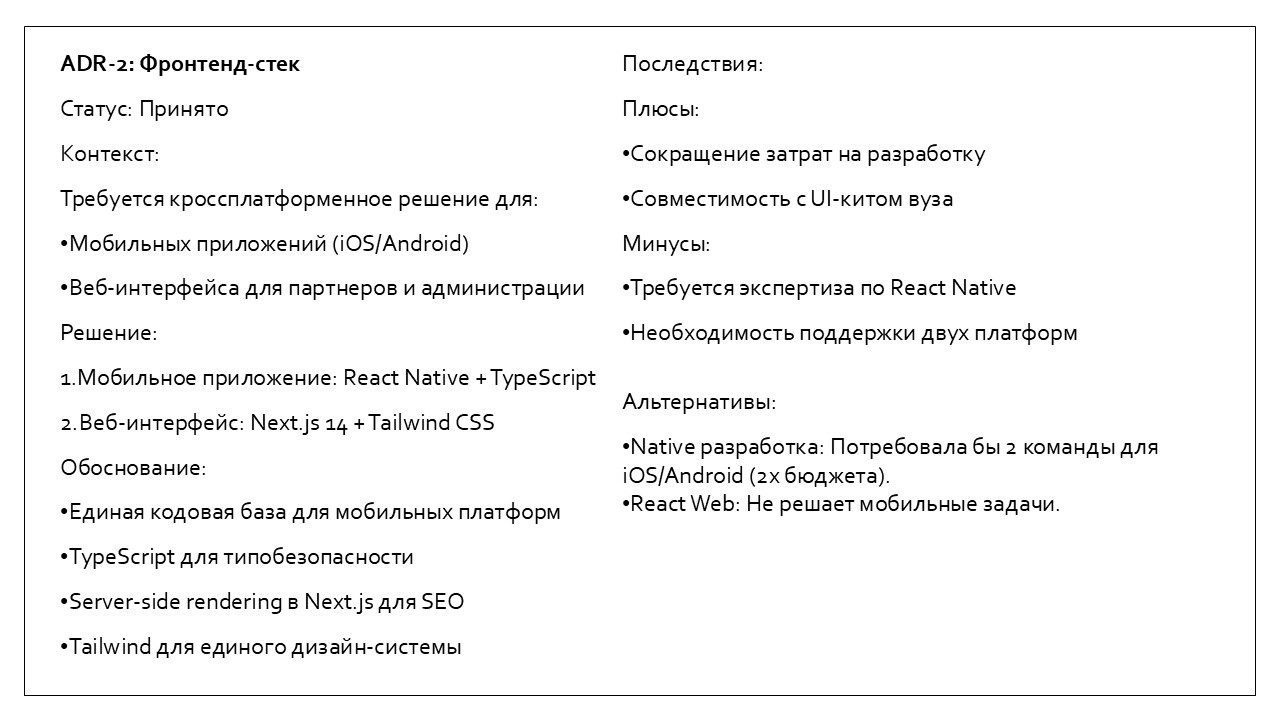 ADR-2: Фронтенд-стек
Статус: Принято
Контекст:
Требуется кроссплатформенное решение для:
•Мобильных приложений (iOS/Android)
•Веб-интерфейса для партнеров и администрации
Решение:
1.Мобильное приложение: React Native + TypeScript
2.Веб-интерфейс: Next.js 14 + Tailwind CSS
Обоснование:
•Единая кодовая база для мобильных платформ
•TypeScript для типобезопасности
•Server-side rendering в Next.js для SEO
•Tailwind для единого дизайн-системы
Последствия:
Плюсы:
•Сокращение затрат на разработку
•Совместимость с UI-китом вуза
Минусы:
•Требуется экспертиза по React Native
•Необходимость поддержки двух платформ
Альтернативы:
•Native разработка: Потребовала бы 2 команды для
iOS/Android (2x бюджета).
•React Web: Не решает мобильные задачи.